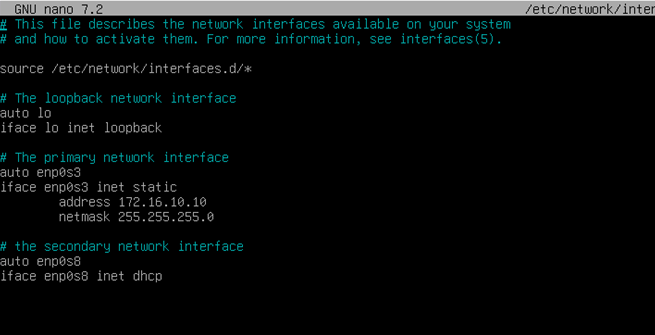 GNU nano 7.2 /etc/network/inter
# This file describes the network interfaces available on your system
# and how to activate them. For more information, see interfaces(5).
source /etc/network/interfaces.d/*
# The loopback network interface
auto lo
iface lo inet loopback
# The primary network interface
auto enp0s3
iface enp0s3 inet static
address 172.16.10.10
netmask 255.255.255.0
# the secondary network interface
auto enp0s8
iface enp0s8 inet dhcp